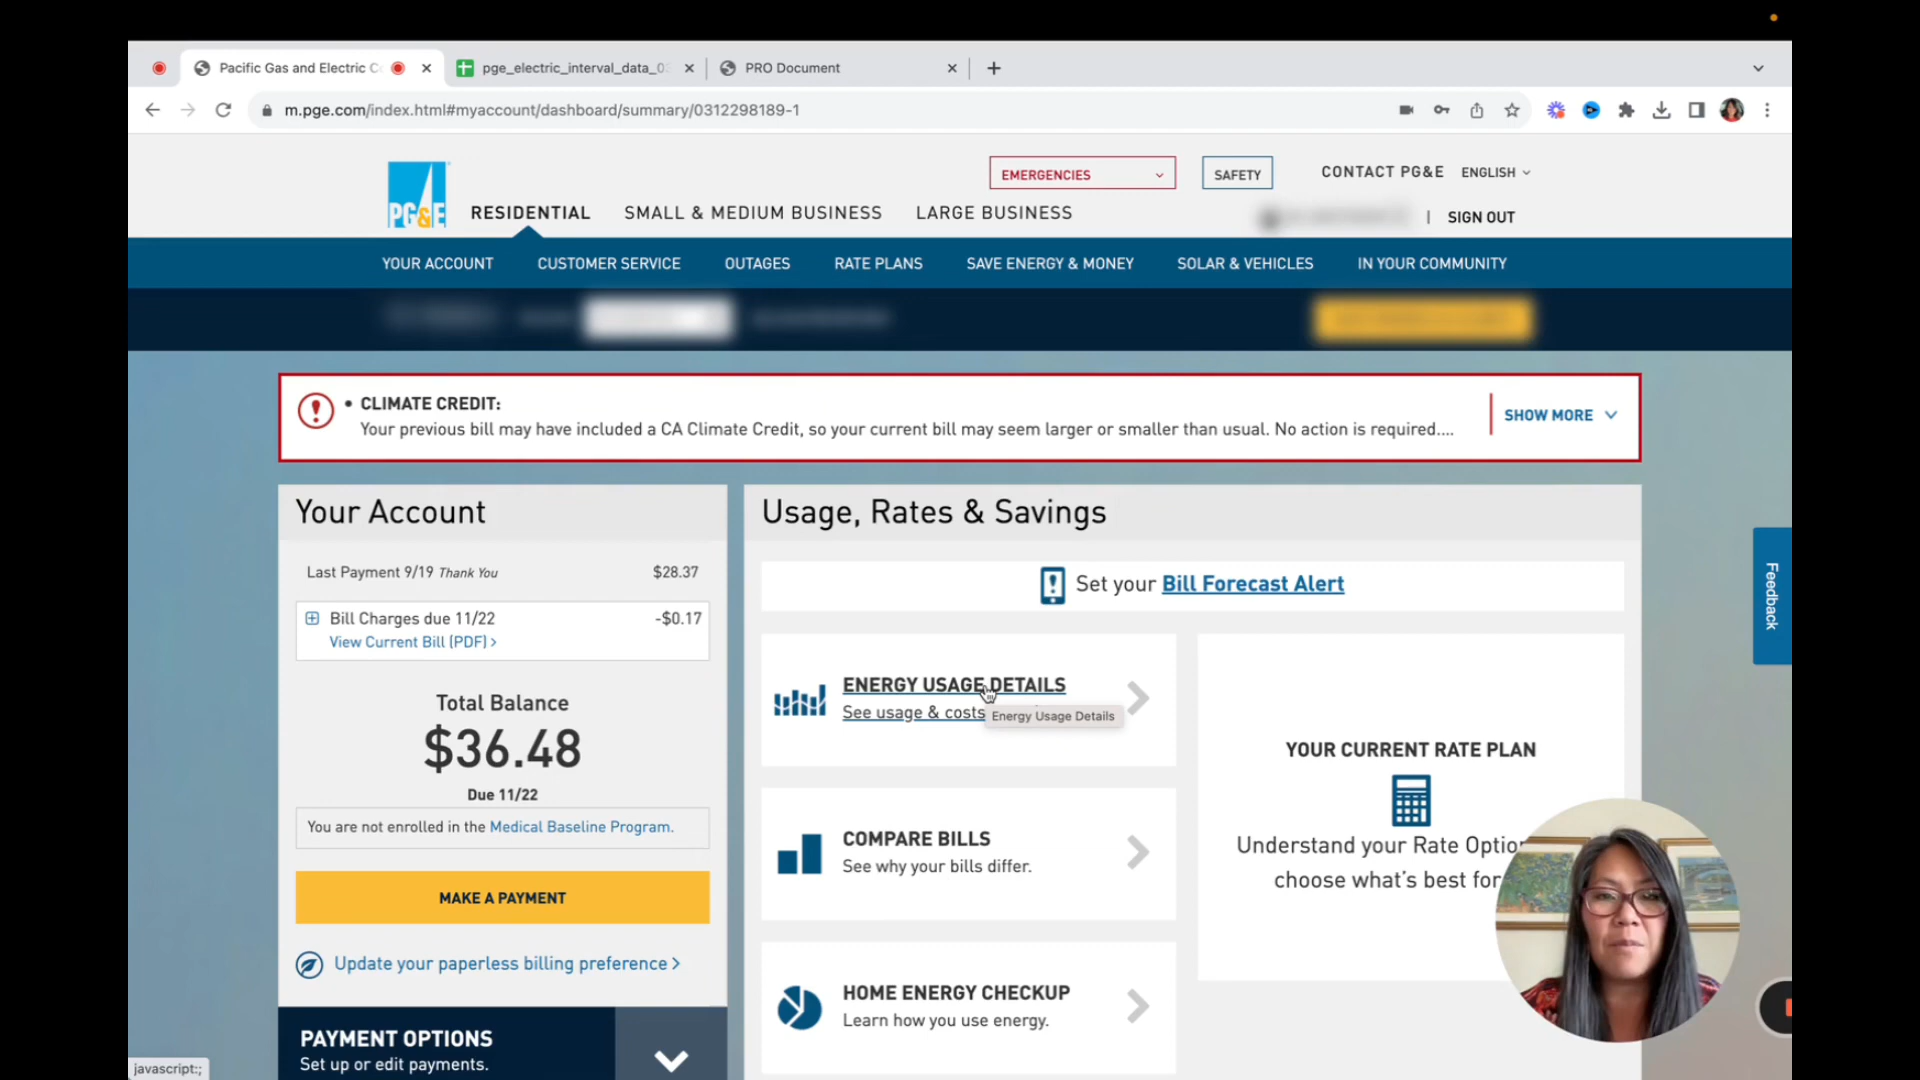 Pacific Gas and Electric C
pge_electric_interval_data_0
PRO Document
m.pge.com/index.html#myaccount/dashboard/summary/0312298189-1
EMERGENCIES
SAFETY
CONTACT PG&E
ENGLISH
PG&E
RESIDENTIAL
SMALL & MEDIUM BUSINESS
LARGE BUSINESS
| SIGN OUT
YOUR ACCOUNT
CUSTOMER SERVICE
OUTAGES
RATE PLANS
SAVE ENERGY & MONEY
SOLAR & VEHICLES
IN YOUR COMMUNITY
• CLIMATE CREDIT:
Your previous bill may have included a CA Climate Credit, so your current bill may seem larger or smaller than usual. No action is required....
SHOW MORE
Your Account
Last Payment 9/19 Thank You $28.37
Bill Charges due 11/22 -$0.17
View Current Bill (PDF) >
Total Balance
$36.48
Due 11/22
You are not enrolled in the Medical Baseline Program.
MAKE A PAYMENT
Update your paperless billing preference >
PAYMENT OPTIONS
Set up or edit payments.
Usage, Rates & Savings
Set your Bill Forecast Alert
ENERGY USAGE DETAILS
See usage & costs
Energy Usage Details
COMPARE BILLS
See why your bills differ.
HOME ENERGY CHECKUP
Learn how you use energy.
YOUR CURRENT RATE PLAN
Understand your Rate Optio
choose what's best for
Feedback
javascript:;